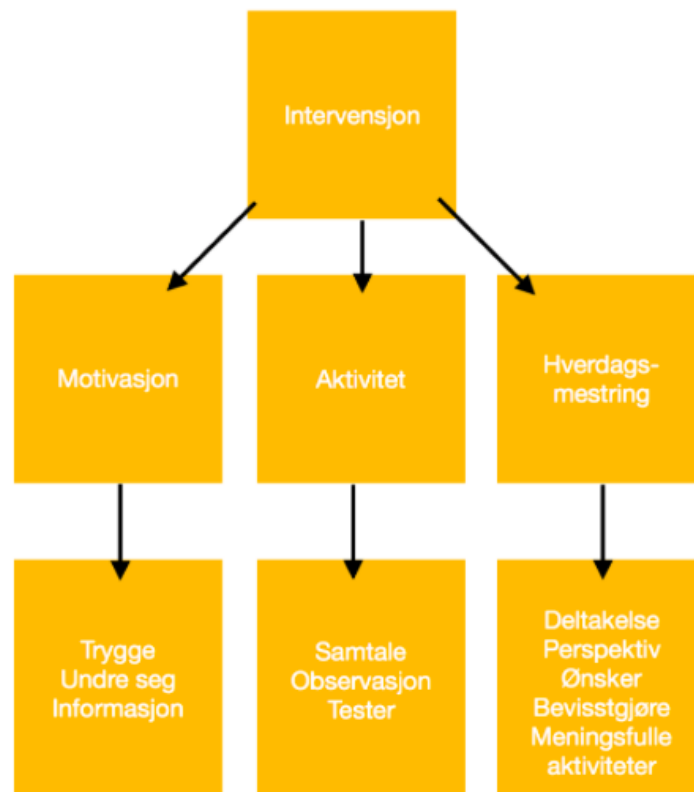 Intervensjon
Motivasjon
Aktivitet
Hverdags-
mestring
Trygge
Undre seg
Informasjon
Samtale
Observasjon
Tester
Deltakelse
Perspektiv
Ønsker
Bevisstgjøre
Meningsfulle
aktiviteter